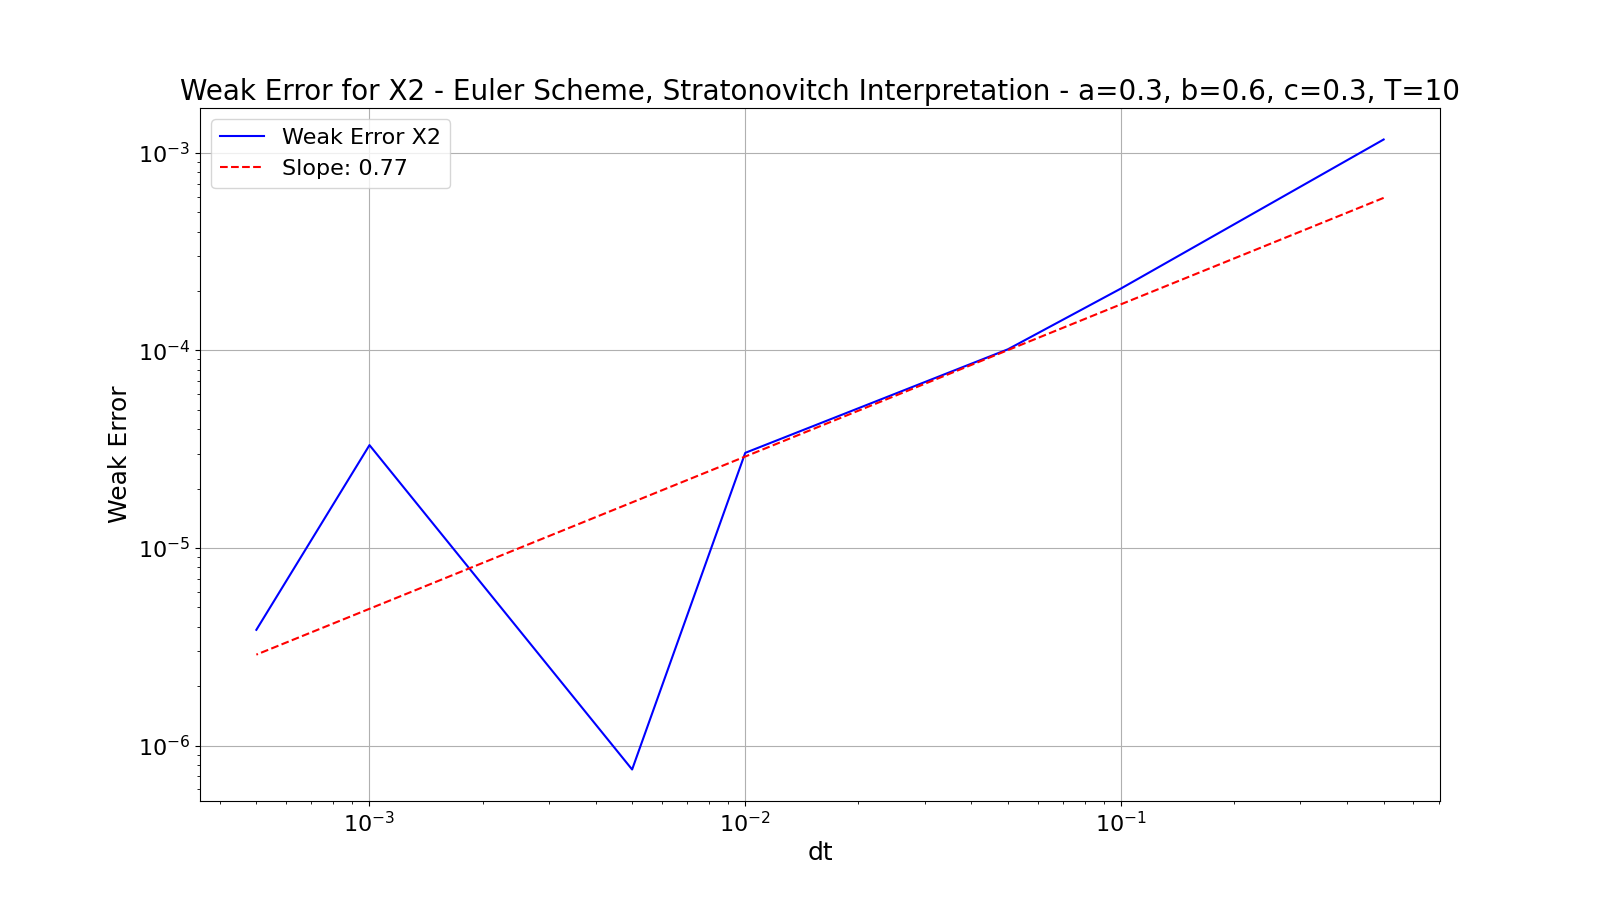 Weak Error for X2 - Euler Scheme, Stratonovitch Interpretation - a=0.3, b=0.6, c=0.3, T=10
Weak Error X2
Slope: 0.77
10⁻³
10⁻⁴
10⁻⁵
10⁻⁶
Weak Error
10⁻³ 10⁻² 10⁻¹
dt